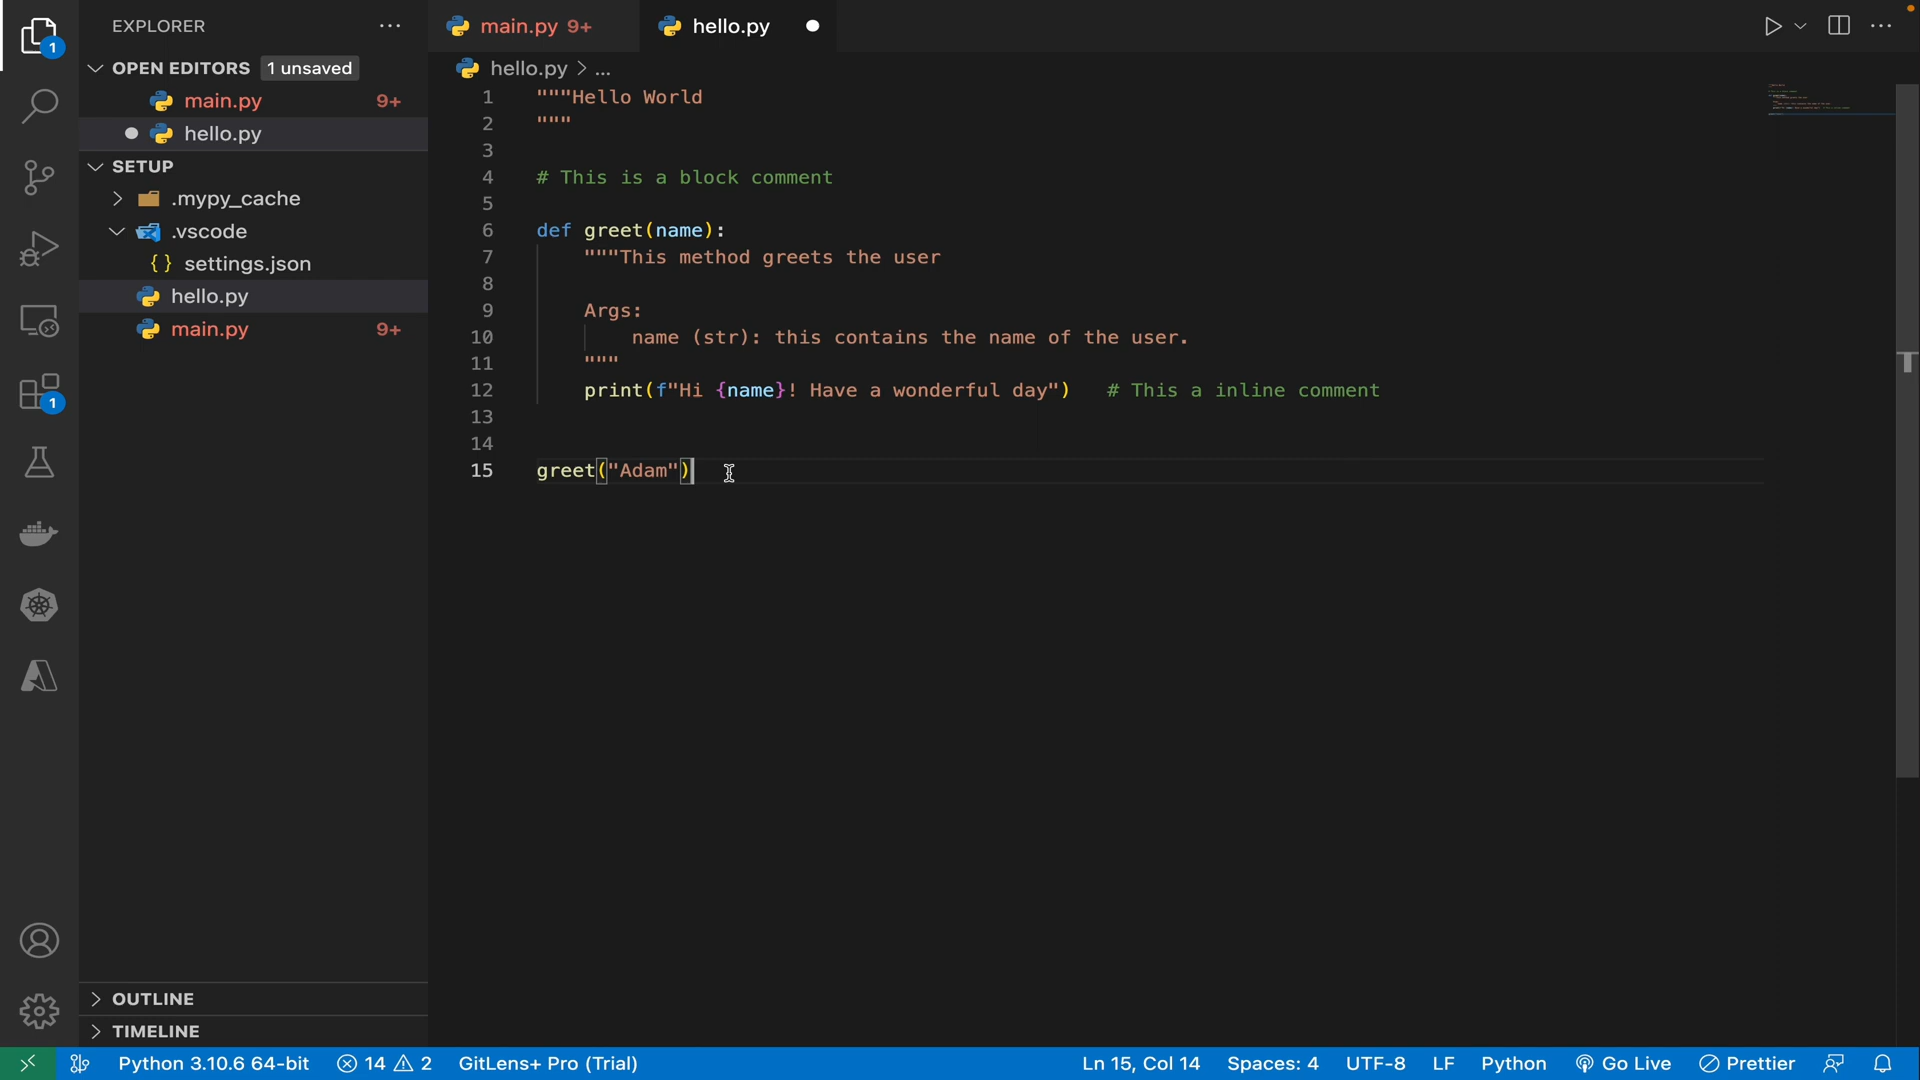 EXPLORER
OPEN EDITORS 1 unsaved
main.py 9+
hello.py
SETUP
.mypy_cache
.vscode
{} settings.json
hello.py
main.py 9+
OUTLINE
TIMELINE
1
1
main.py 9+
hello.py
hello.py > ...
1 """Hello World
2 """
3
4 # This is a block comment
5
6 def greet(name):
7 """This method greets the user
8
9 Args:
10 name (str): this contains the name of the user.
11 """
12 print(f"Hi {name}! Have a wonderful day") # This a inline comment
13
14
15 greet("Adam")
Python 3.10.6 64-bit 14 2 GitLens+ Pro (Trial) Ln 15, Col 14 Spaces: 4 UTF-8 LF Python Go Live Prettier